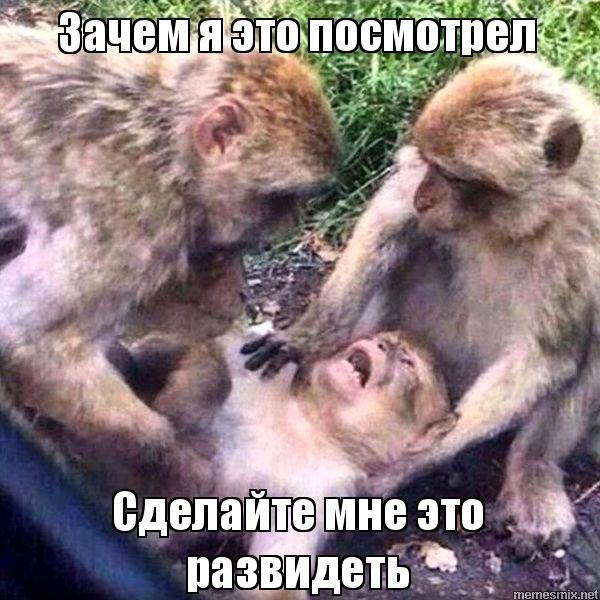 Зачем я это посмотрел
Сделайте мне это
развидеть
memesmix.net